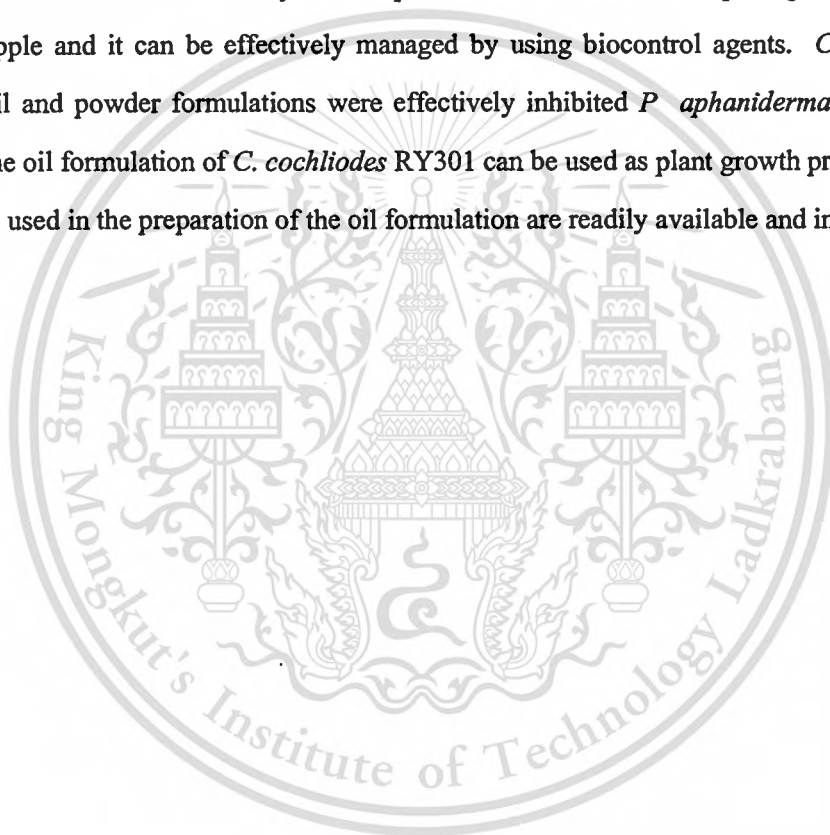 pple and it can be effectively managed by using biocontrol agents. C
il and powder formulations were effectively inhibited P aphaniderma
ne oil formulation of C. cochliodes RY301 can be used as plant growth pr
used in the preparation of the oil formulation are readily available and in
King Mongkut's Institute of Technology Ladkrabang